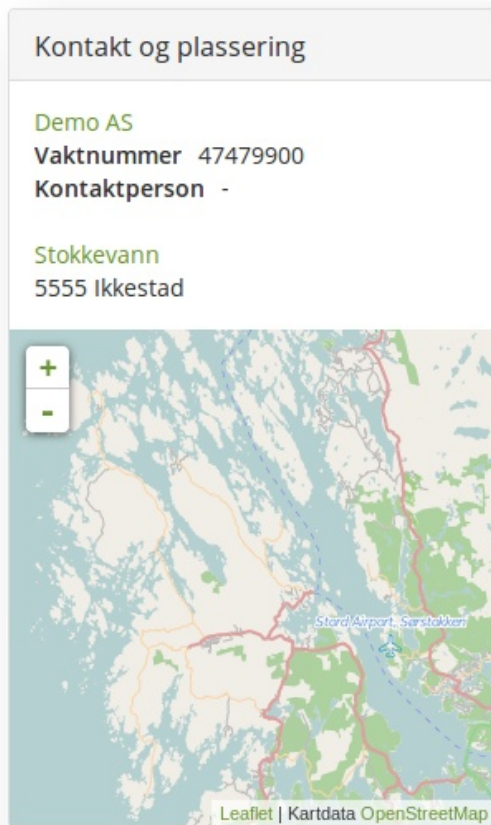 Kontakt og plassering
Demo AS
Vaktnummer 47479900
Kontaktperson -
Stokkevann
5555 Ikkestad
+
-
Stord Airport, Sørstokken
Leaflet | Kartdata OpenStreetMap